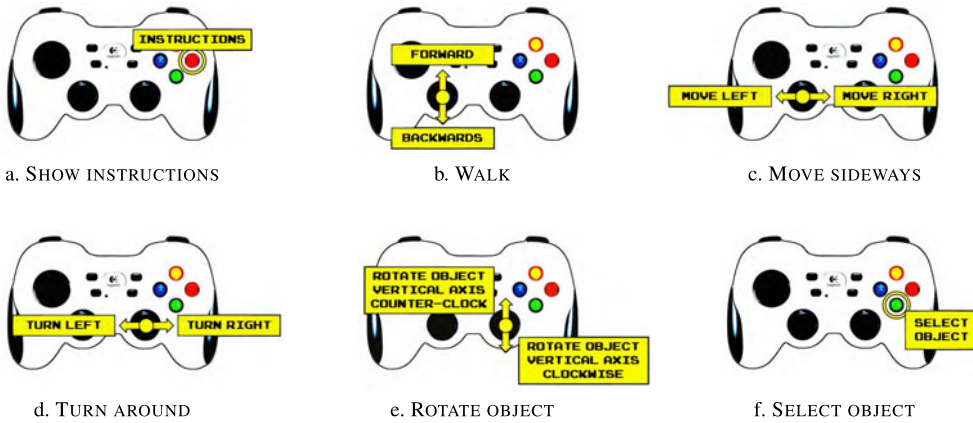 INSTRUCTIONS
a. SHOW INSTRUCTIONS
FORWARD
BACKWARDS
b. WALK
MOVE LEFT
MOVE RIGHT
c. MOVE SIDEWAYS
TURN LEFT
TURN RIGHT
d. TURN AROUND
ROTATE OBJECT
VERTICAL AXIS
COUNTER-CLOCK
ROTATE OBJECT
VERTICAL AXIS
CLOCKWISE
e. ROTATE OBJECT
SELECT
OBJECT
f. SELECT OBJECT